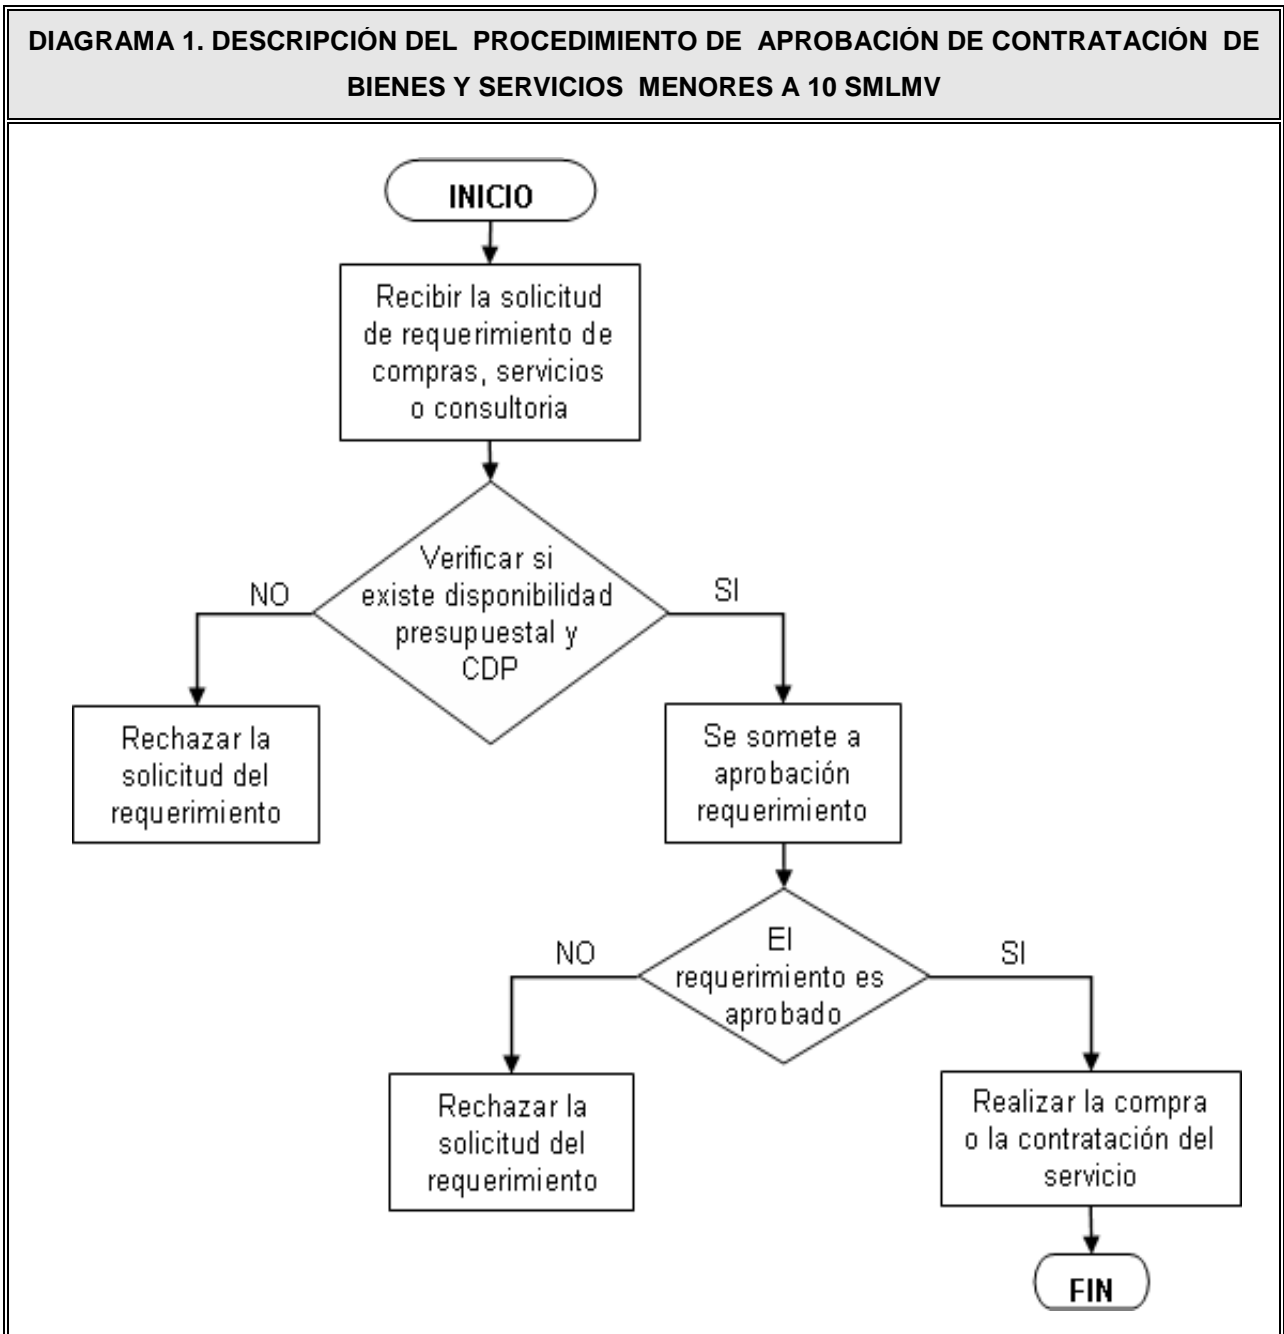 DIAGRAMA 1. DESCRIPCIÓN DEL PROCEDIMIENTO DE APROBACIÓN DE CONTRATACIÓN DE
BIENES Y SERVICIOS MENORES A 10 SMLMV
INICIO
Recibir la solicitud
de requerimiento de
compras, servicios
o consultoria
Verificar si
existe disponibilidad
presupuestal y
CDP
NO
SI
Rechazar la
solicitud del
requerimiento
Se somete a
aprobación
requerimiento
El
requerimiento es
aprobado
NO
SI
Rechazar la
solicitud del
requerimiento
Realizar la compra
o la contratación del
servicio
FIN